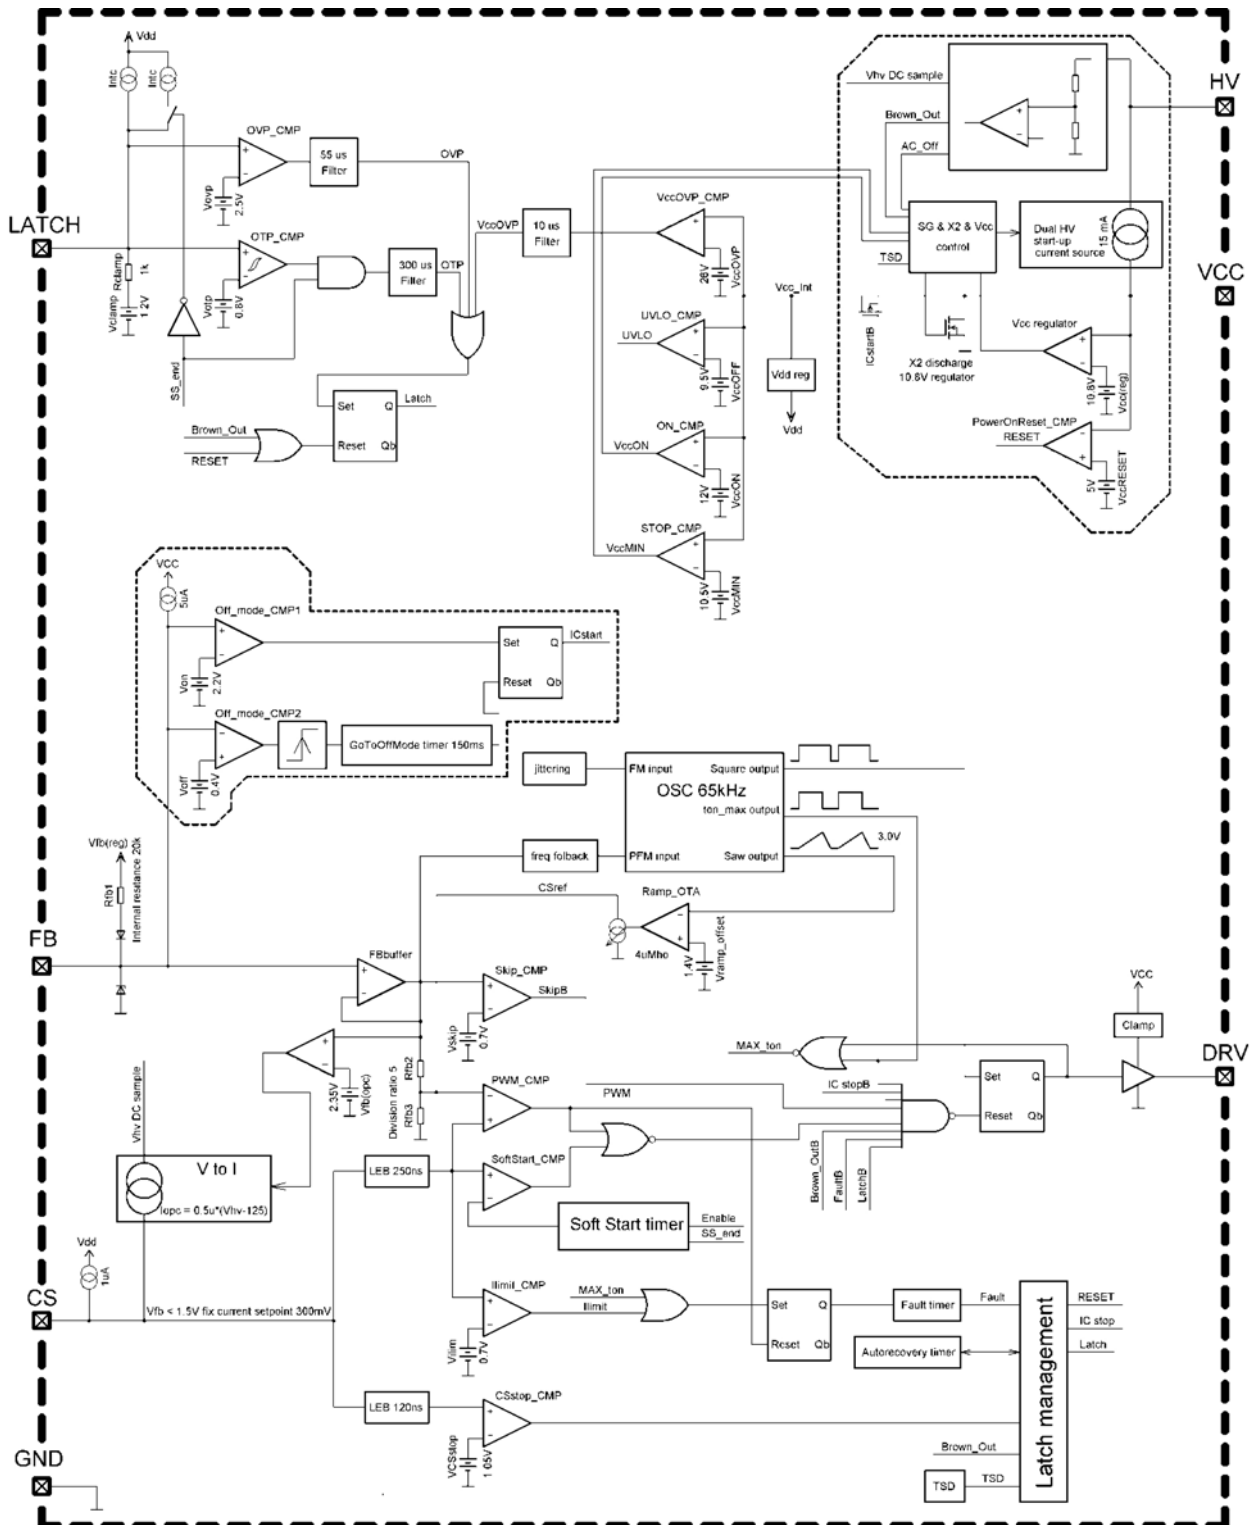 Vdd
Intc
Intc
OVP_CMP
55 us
Filter
OVP
Vovp
2.5V
LATCH
Rclamp
1k
Vclamp
1.2V
OTP_CMP
Votp
0.8V
300 us
Filter
OTP
SS_end
Brown_Out
RESET
Set
Q
Reset
Qb
Latch
VccOVP
10 us
Filter
VccOVP_CMP
26V
VccOVP
UVLO_CMP
UVLO
9.5V
VccOFF
ON_CMP
VccON
12V
VccON
STOP_CMP
VccMIN
10.5V
VccMIN
Vcc_Int
Vdd reg
Vdd
Vhv DC sample
Brown_Out
AC_Off
SG & X2 & Vcc
control
TSD
Dual HV
start-up
current source
15 mA
HV
VCC
ICstartB
X2 discharge
10.8V regulator
Vcc regulator
10.8V
Vcc(reg)
PowerOnReset_CMP
RESET
5V
VccRESET
VCC
5uA
Off_mode_CMP1
Von
2.2V
Set
Q
Reset
Qb
ICstart
Off_mode_CMP2
Voff
0.4V
GoToOffMode timer 150ms
jittering
FM input
Square output
OSC 65kHz
ton_max output
PFM input
Saw output
3.0V
freq folback
Vfb(reg)
Rfb1
Internal resitance 20k
FB
CSref
Ramp_OTA
4uMho
1.4V
Vramp_offset
FBbuffer
Skip_CMP
SkipB
Vskip
0.7V
2.35V
Vfb(opc)
Division ratio 5
Rfb2
Rfb3
PWM_CMP
PWM
MAX_ton
IC stopB
Brown_OutB
FaultB
LatchB
Set
Q
Reset
Qb
VCC
Clamp
DRV
Vhv DC sample
V to I
Iopc = 0.5u*(Vhv-125)
LEB 250ns
SoftStart_CMP
Soft Start timer
Enable
SS_end
Vdd
1uA
CS
Vfb < 1.5V fix current setpoint 300mV
Ilimit_CMP
Vilim
0.7V
MAX_ton
Ilimit
Set
Q
Reset
Qb
Fault timer
Fault
Autorecovery timer
Latch management
RESET
IC stop
Latch
LEB 120ns
CSstop_CMP
VCSstop
1.05V
Brown_Out
TSD
TSD
GND